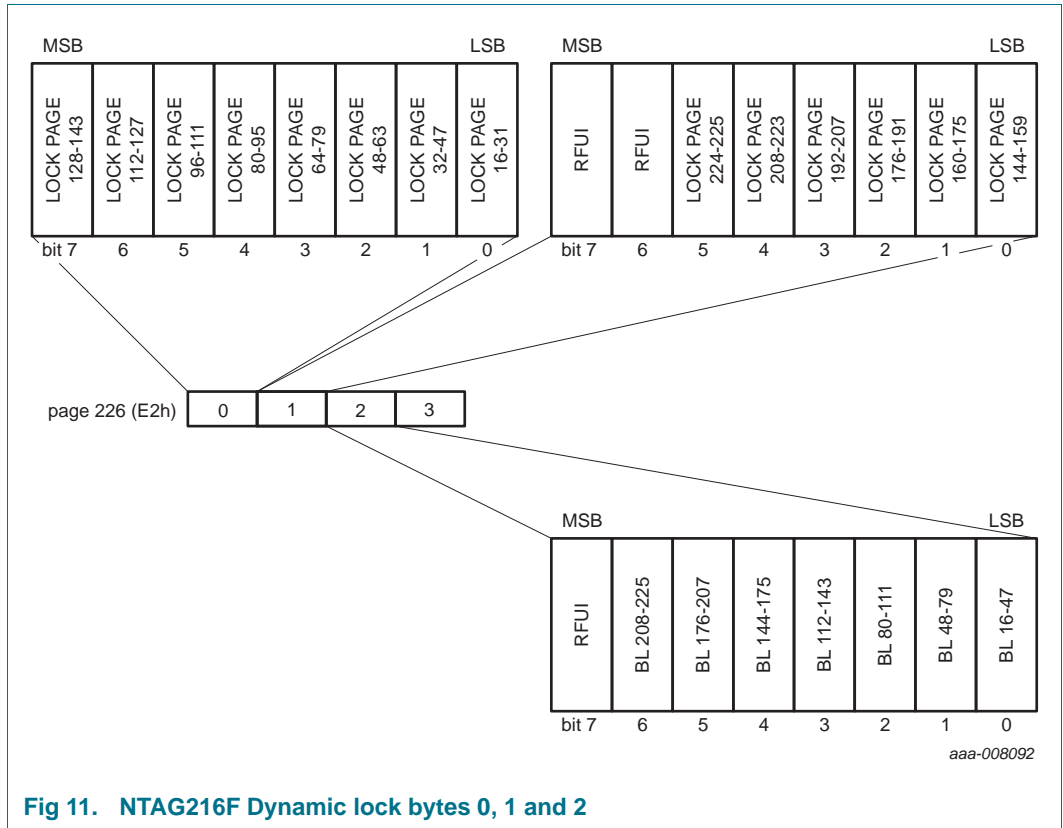 MSB LSB
LOCK PAGE 128-143
LOCK PAGE 112-127
LOCK PAGE 96-111
LOCK PAGE 80-95
LOCK PAGE 64-79
LOCK PAGE 48-63
LOCK PAGE 32-47
LOCK PAGE 16-31
bit 7 6 5 4 3 2 1 0
MSB LSB
RFUI
RFUI
LOCK PAGE 224-225
LOCK PAGE 208-223
LOCK PAGE 192-207
LOCK PAGE 176-191
LOCK PAGE 160-175
LOCK PAGE 144-159
bit 7 6 5 4 3 2 1 0
page 226 (E2h) 0 1 2 3
MSB LSB
RFUI
BL 208-225
BL 176-207
BL 144-175
BL 112-143
BL 80-111
BL 48-79
BL 16-47
bit 7 6 5 4 3 2 1 0
aaa-008092
Fig 11. NTAG216F Dynamic lock bytes 0, 1 and 2